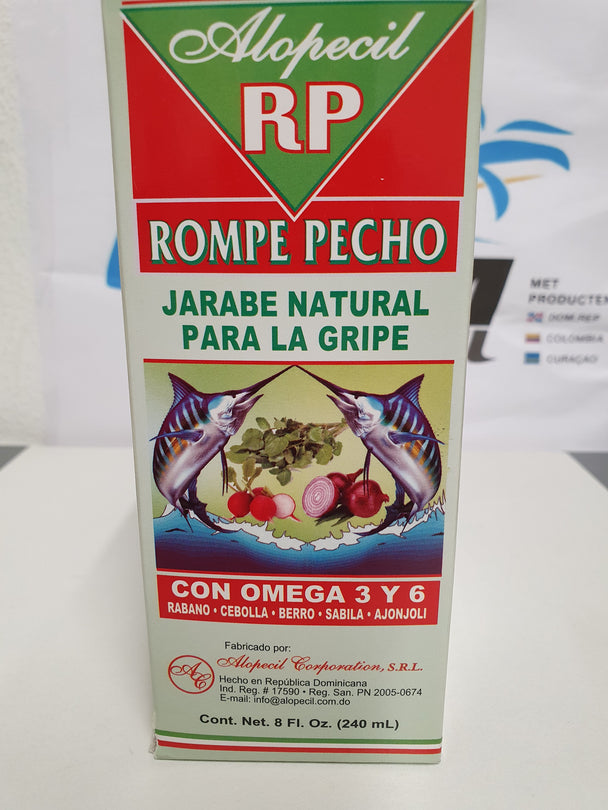 Alopecil
RP
ROMPE PECHO
JARABE NATURAL
PARA LA GRIPE
CON OMEGA 3 Y 6
RABANO • CEBOLLA • BERRO • SABILA • AJONJOLI
Fabricado por:
AC
Alopecil Corporation, S.R.L.
Hecho en República Dominicana
Ind. Reg. # 17590 • Reg. San. PN 2005-0674
E-mail: info@alopecil.com.do
Cont. Net. 8 Fl. Oz. (240 mL)
MET
PRODUCTEN
DOM.REP
COLOMBIA
CURAÇAO